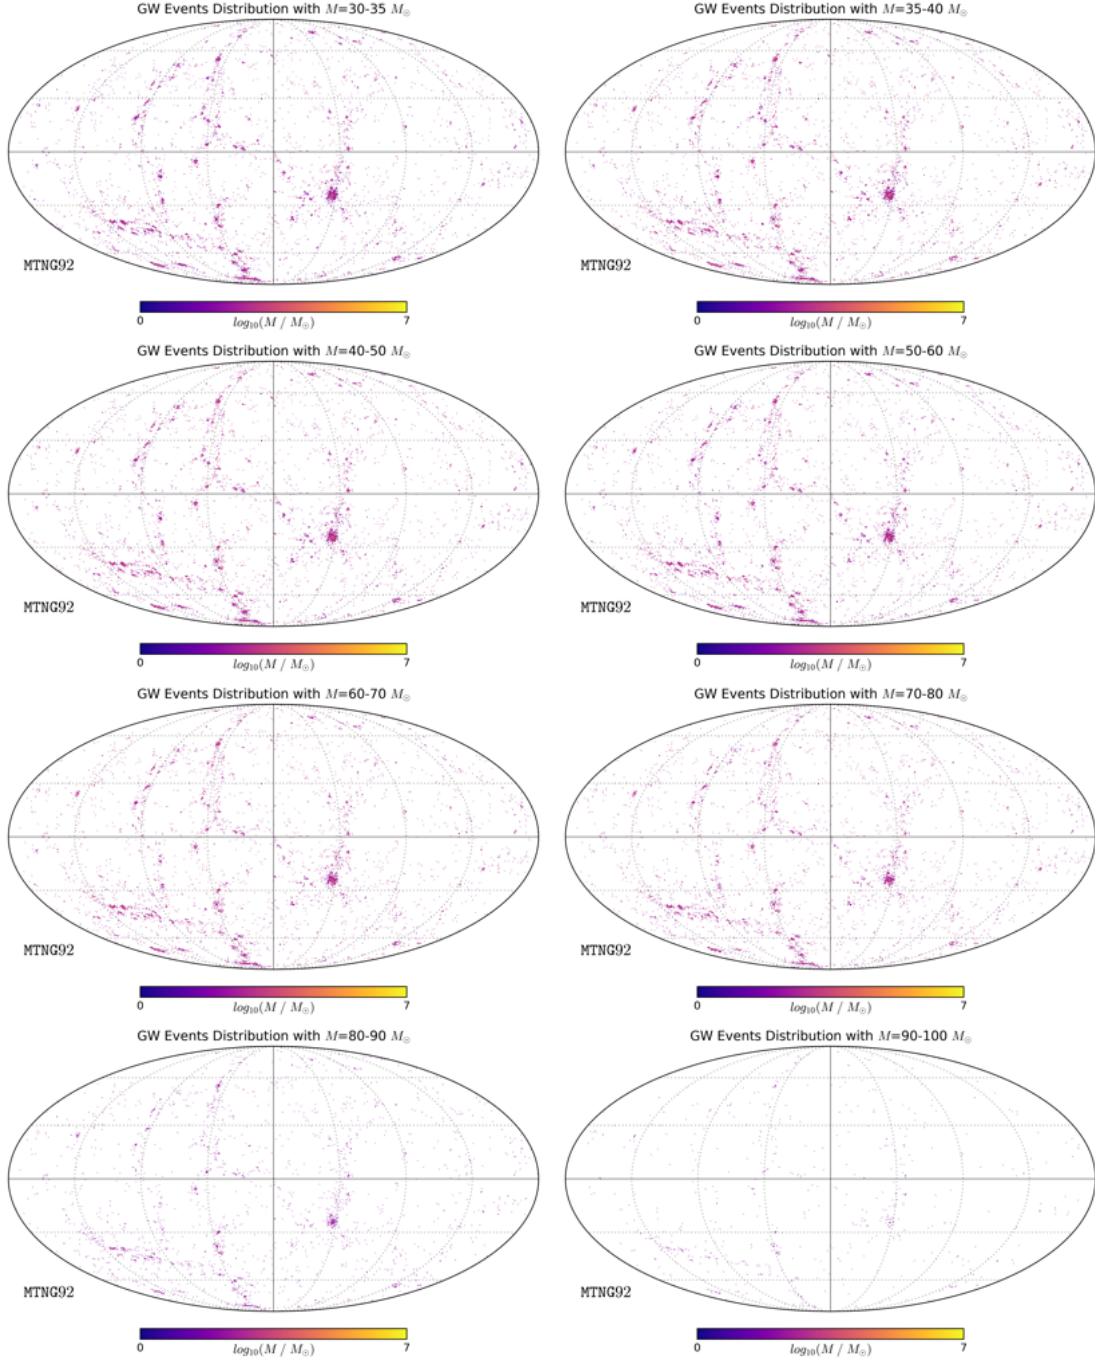 GW Events Distribution with M=30-35 M☉
GW Events Distribution with M=35-40 M☉
MTNG92
MTNG92
0 7
log10(M / M☉)
0 7
log10(M / M☉)
GW Events Distribution with M=40-50 M☉
GW Events Distribution with M=50-60 M☉
MTNG92
MTNG92
0 7
log10(M / M☉)
0 7
log10(M / M☉)
GW Events Distribution with M=60-70 M☉
GW Events Distribution with M=70-80 M☉
MTNG92
MTNG92
0 7
log10(M / M☉)
0 7
log10(M / M☉)
GW Events Distribution with M=80-90 M☉
GW Events Distribution with M=90-100 M☉
MTNG92
MTNG92
0 7
log10(M / M☉)
0 7
log10(M / M☉)